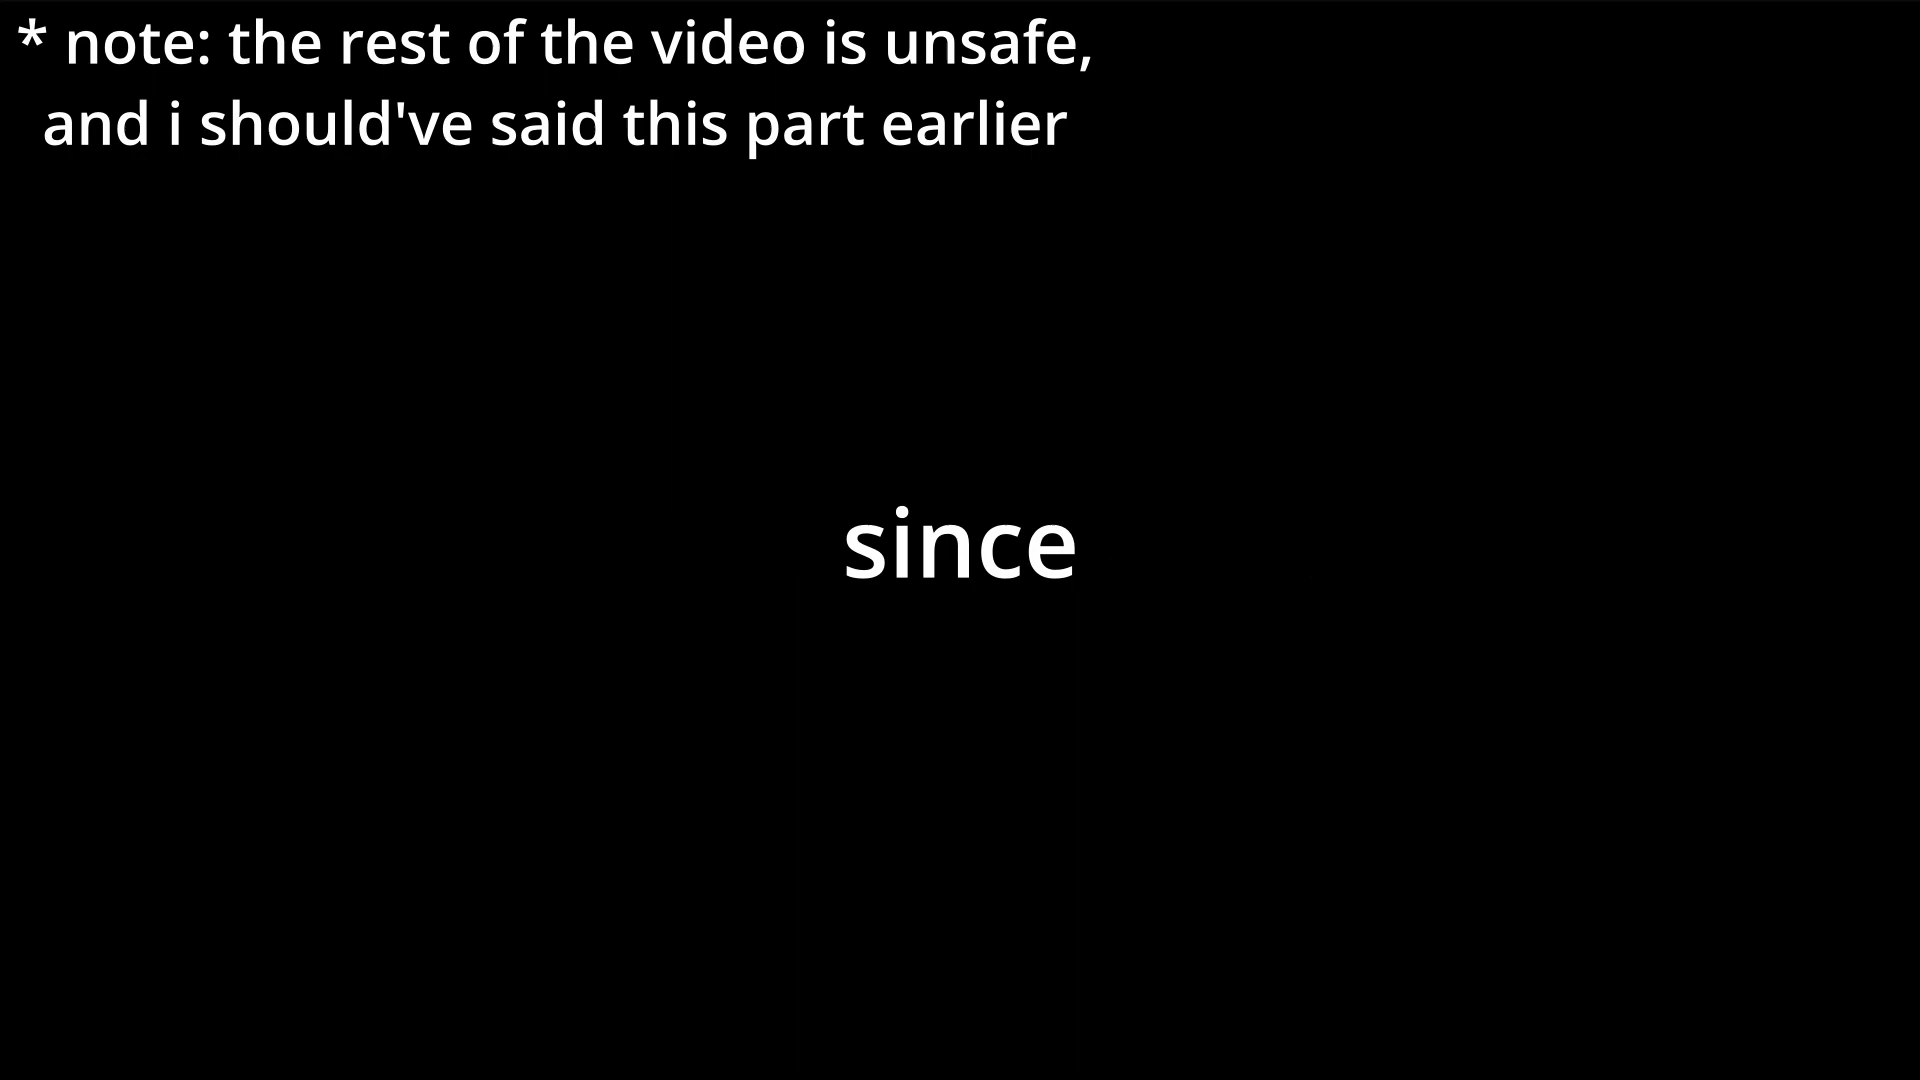 * note: the rest of the video is unsafe,
and i should've said this part earlier
since